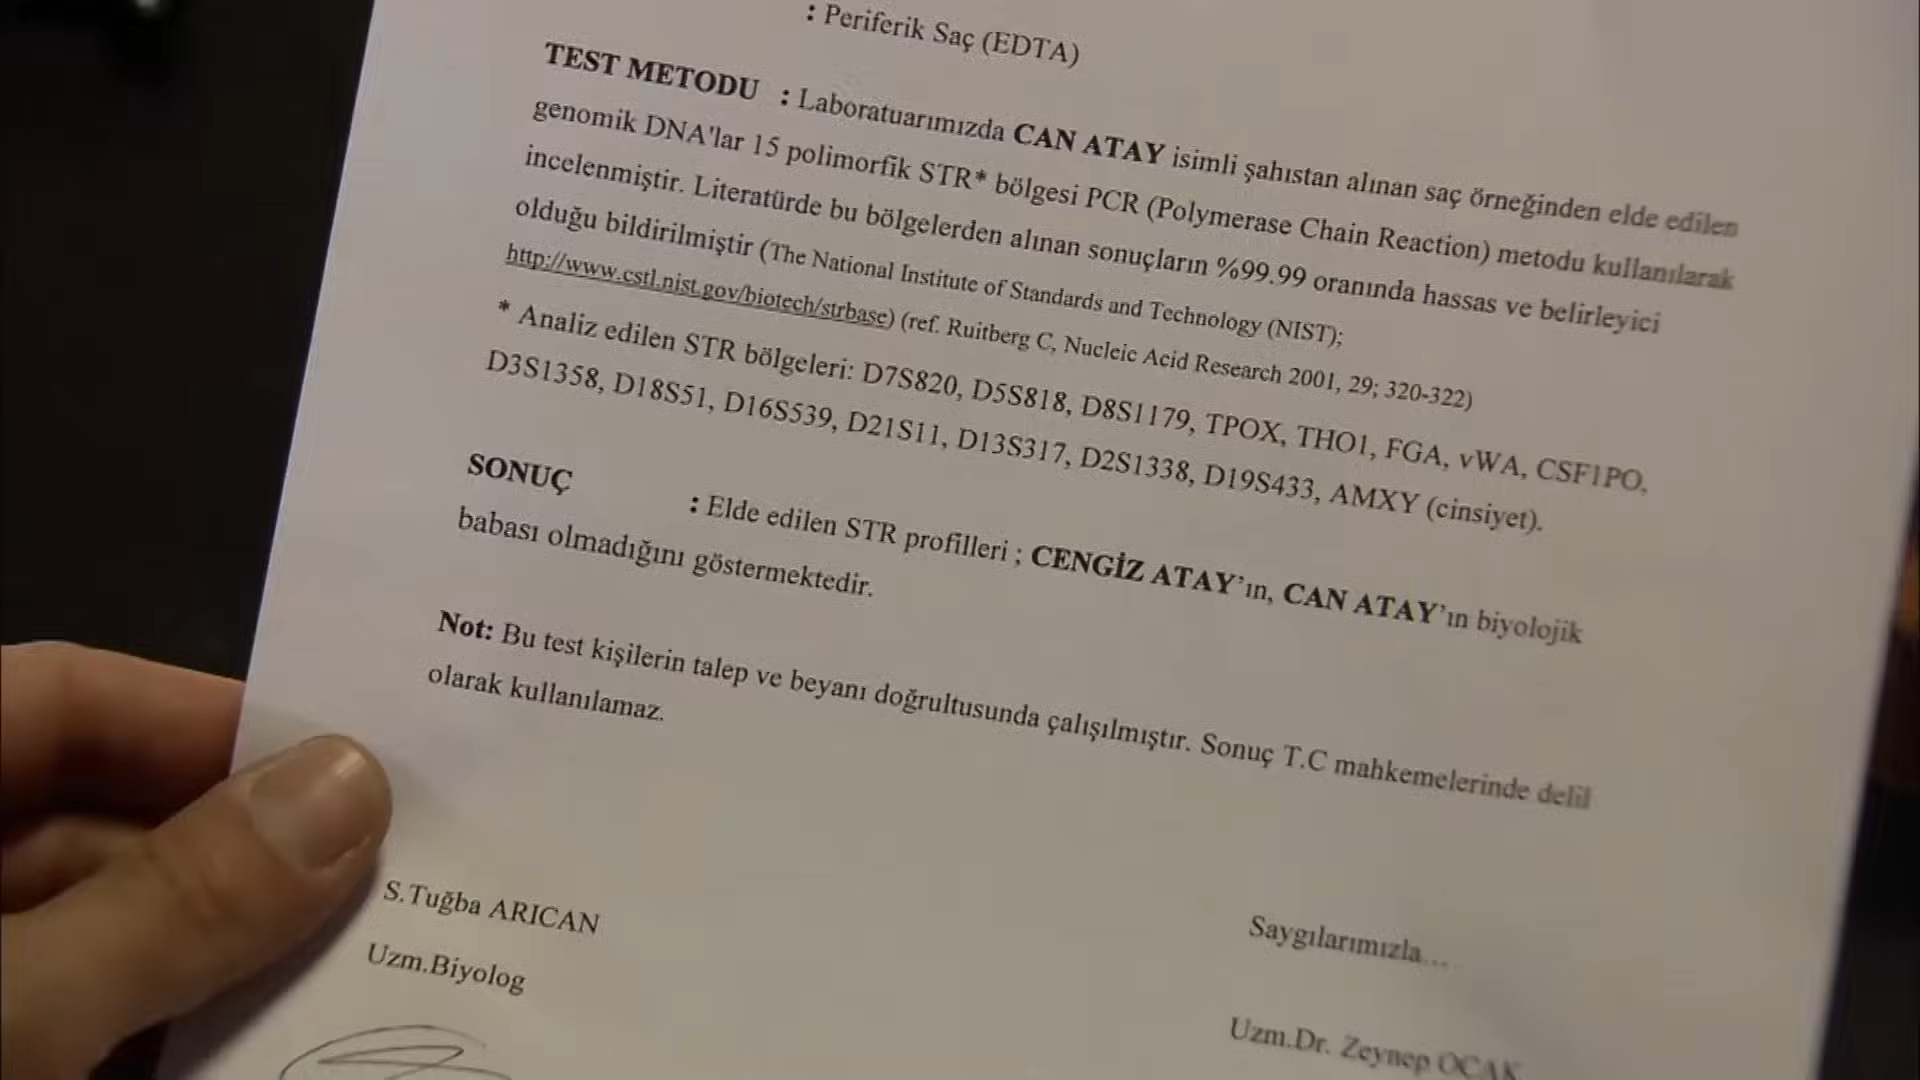 : Periferik Saç (EDTA)
TEST METODU : Laboratuarımızda CAN ATAY isimli şahıstan alınan saç örneğinden elde edilen
genomik DNA'lar 15 polimorfik STR* bölgesi PCR (Polymerase Chain Reaction) metodu kullanılarak
incelenmiştir. Literatürde bu bölgelerden alınan sonuçların %99.99 oranında hassas ve belirleyici
olduğu bildirilmiştir (The National Institute of Standards and Technology (NIST);
http://www.cstl.nist.gov/biotech/strbase) (ref. Ruitberg C, Nucleic Acid Research 2001, 29; 320-322)
* Analiz edilen STR bölgeleri: D7S820, D5S818, D8S1179, TPOX, THO1, FGA, vWA, CSF1PO,
D3S1358, D18S51, D16S539, D21S11, D13S317, D2S1338, D19S433, AMXY (cinsiyet).
SONUÇ : Elde edilen STR profilleri ; CENGİZ ATAY’ın, CAN ATAY’ın biyolojik
babası olmadığını göstermektedir.
Not: Bu test kişilerin talep ve beyanı doğrultusunda çalışılmıştır. Sonuç T.C mahkemelerinde delil
olarak kullanılamaz.
Saygılarımızla...
S.Tuğba ARICAN
Uzm.Biyolog
Uzm.Dr. Zeynep OCAK